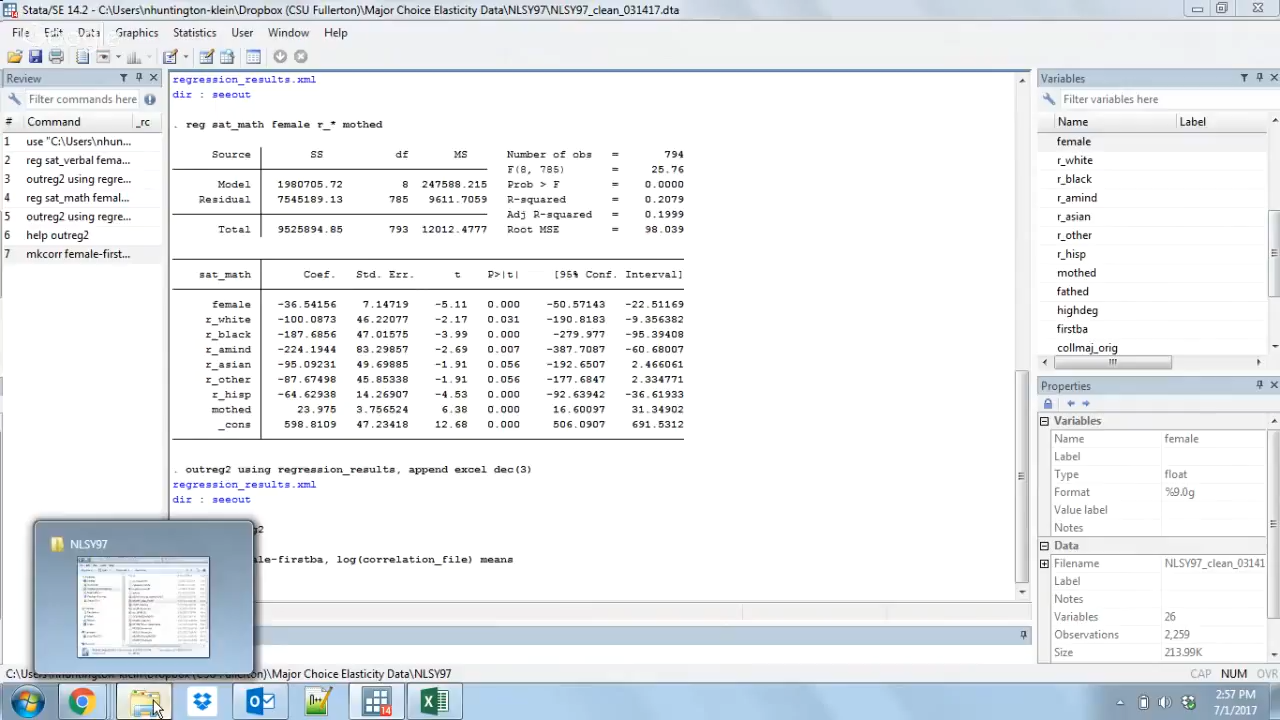 Stata/SE 14.2 - C:\Users\nhuntington-klein\Dropbox (CSU Fullerton)\Major Choice Elasticity Data\NLSY97\NLSY97_clean_031417.dta
File Edit Data Graphics Statistics User Window Help
Review
Filter commands here
# Command _rc
1 use "C:\Users\nhun...
2 reg sat_verbal fema...
3 outreg2 using regre...
4 reg sat_math femal...
5 outreg2 using regre...
6 help outreg2
7 mkcorr female-first...
regression_results.xml
dir : seeout
. reg sat_math female r_* mothed
Source SS df MS Number of obs = 794
F(8, 785) = 25.76
Model 1980705.72 8 247588.215 Prob > F = 0.0000
Residual 7545189.13 785 9611.7059 R-squared = 0.2079
Adj R-squared = 0.1999
Total 9525894.85 793 12012.4777 Root MSE = 98.039
sat_math Coef. Std. Err. t P>|t| [95% Conf. Interval]
female -36.54156 7.14719 -5.11 0.000 -50.57143 -22.51169
r_white -100.0873 46.22077 -2.17 0.031 -190.8183 -9.356382
r_black -187.6856 47.01575 -3.99 0.000 -279.977 -95.39408
r_amind -224.1944 83.29857 -2.69 0.007 -387.7087 -60.68007
r_asian -95.09231 49.69885 -1.91 0.056 -192.6507 2.466061
r_other -87.67498 45.85338 -1.91 0.056 -177.6847 2.334771
r_hisp -64.62938 14.26907 -4.53 0.000 -92.63942 -36.61933
mothed 23.975 3.756524 6.38 0.000 16.60097 31.34902
_cons 598.8109 47.23418 12.68 0.000 506.0907 691.5312
. outreg2 using regression_results, append excel dec(3)
regression_results.xml
dir : seeout
g2
ale-firstba, log(correlation_file) means
NLSY97
Variables
Filter variables here
Name Label
female
r_white
r_black
r_amind
r_asian
r_other
r_hisp
mothed
fathed
highdeg
firstba
collmaj_orig
Properties
Variables
Name female
Label
Type float
Format %9.0g
Value label
Notes
Data
Filename NLSY97_clean_03141
Label
Notes
Variables 26
Observations 2,259
Size 213.99K
C:\Users\nhuntington-klein\Dropbox (CSU Fullerton)\Major Choice Elasticity Data\NLSY97
CAP NUM OVR
14
2:57 PM
7/1/2017